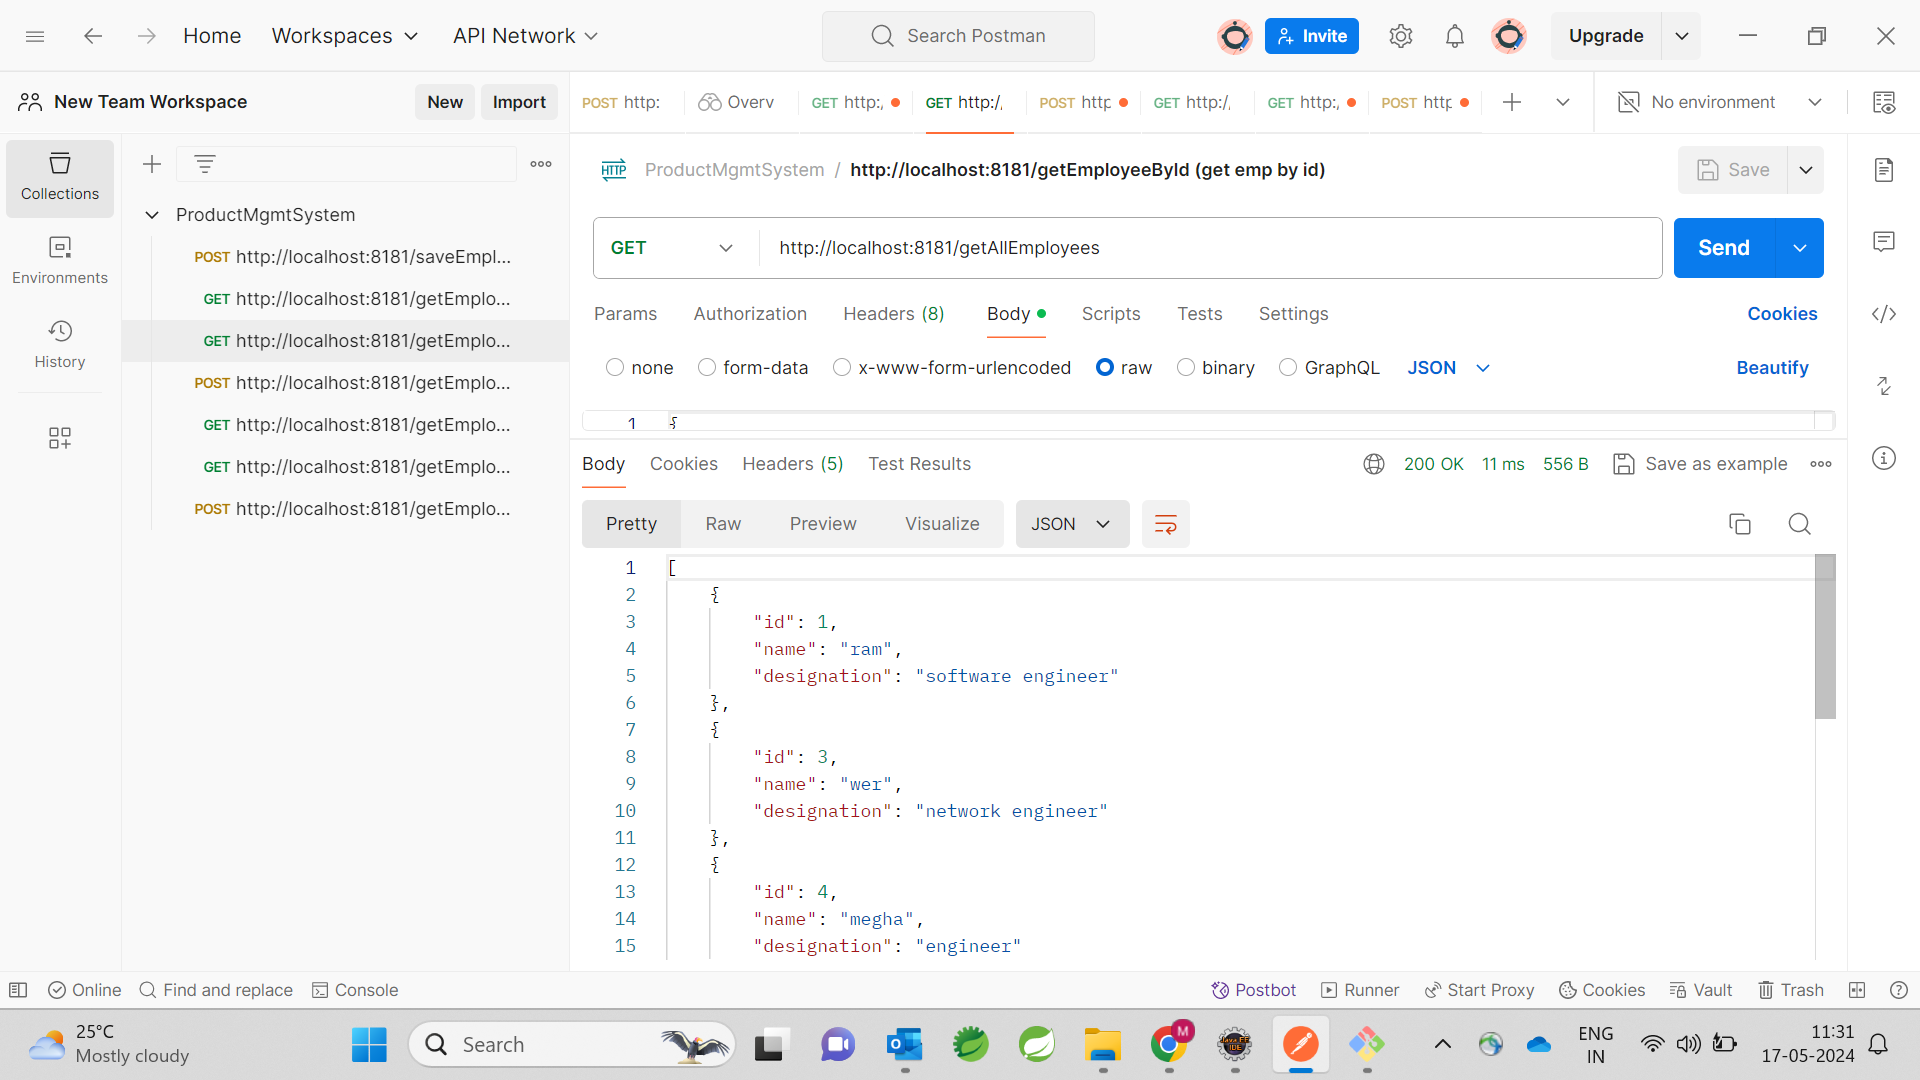 Home Workspaces API Network Search Postman Invite Upgrade
New Team Workspace New Import POST http: Overv GET http:, GET http:/, POST http GET http:/, GET http:, POST http No environment
Collections
Environments
History
ProductMgmtSystem
POST http://localhost:8181/saveEmpl...
GET http://localhost:8181/getEmplo...
GET http://localhost:8181/getEmplo...
POST http://localhost:8181/getEmplo...
GET http://localhost:8181/getEmplo...
GET http://localhost:8181/getEmplo...
POST http://localhost:8181/getEmplo...
HTTP ProductMgmtSystem / http://localhost:8181/getEmployeeById (get emp by id) Save
GET http://localhost:8181/getAllEmployees Send
Params Authorization Headers (8) Body Scripts Tests Settings Cookies
none form-data x-www-form-urlencoded raw binary GraphQL JSON Beautify
1 {
Body Cookies Headers (5) Test Results 200 OK 11 ms 556 B Save as example
Pretty Raw Preview Visualize JSON
1 [
2 {
3 "id": 1,
4 "name": "ram",
5 "designation": "software engineer"
6 },
7 {
8 "id": 3,
9 "name": "wer",
10 "designation": "network engineer"
11 },
12 {
13 "id": 4,
14 "name": "megha",
15 "designation": "engineer"
Online Find and replace Console Postbot Runner Start Proxy Cookies Vault Trash
25°C
Mostly cloudy
Search
M
ENG
IN
11:31
17-05-2024